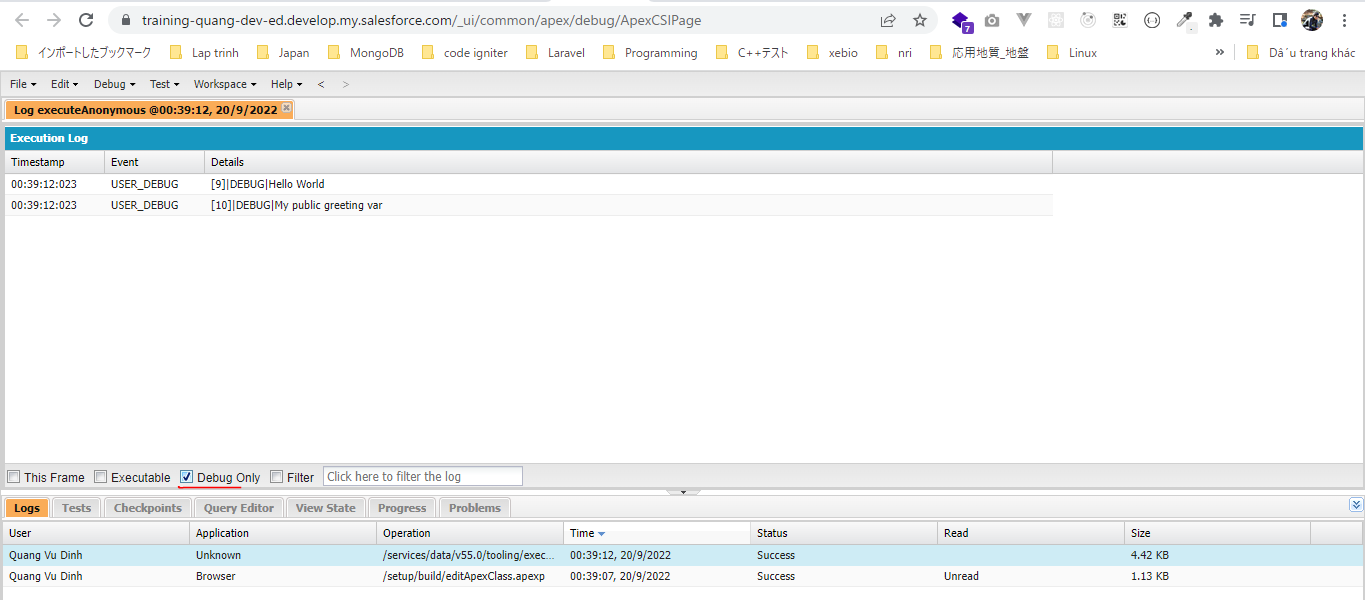 training-quang-dev-ed.develop.my.salesforce.com/_ui/common/apex/debug/ApexCSIPage
7
インポートしたブックマーク Lap trinh Japan MongoDB code igniter Laravel Programming C++テスト xebio nri 応用地質_地盤 Linux » Dấu trang khác
File Edit Debug Test Workspace Help < >
Log executeAnonymous @00:39:12, 20/9/2022
Execution Log
Timestamp Event Details
00:39:12:023 USER_DEBUG [9]|DEBUG|Hello World
00:39:12:023 USER_DEBUG [10]|DEBUG|My public greeting var
This Frame Executable Debug Only Filter Click here to filter the log
Logs Tests Checkpoints Query Editor View State Progress Problems
User Application Operation Time Status Read Size
Quang Vu Dinh Unknown /services/data/v55.0/tooling/exec... 00:39:12, 20/9/2022 Success 4.42 KB
Quang Vu Dinh Browser /setup/build/editApexClass.apexp 00:39:07, 20/9/2022 Success Unread 1.13 KB